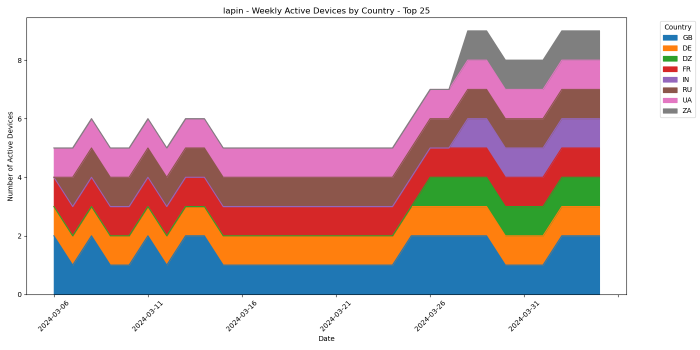 lapin - Weekly Active Devices by Country - Top 25
Number of Active Devices
8
6
4
2
0
2024-03-06
2024-03-11
2024-03-16
2024-03-21
2024-03-26
2024-03-31
Date
Country
GB
DE
DZ
FR
IN
RU
UA
ZA